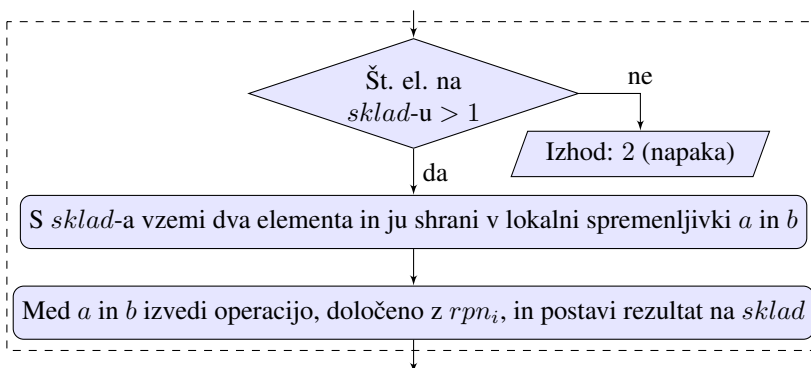 Št. el. na
sklad-u > 1
ne
Izhod: 2 (napaka)
da
S sklad-a vzemi dva elementa in ju shrani v lokalni spremenljivki a in b
Med a in b izvedi operacijo, določeno z rpnᵢ, in postavi rezultat na sklad